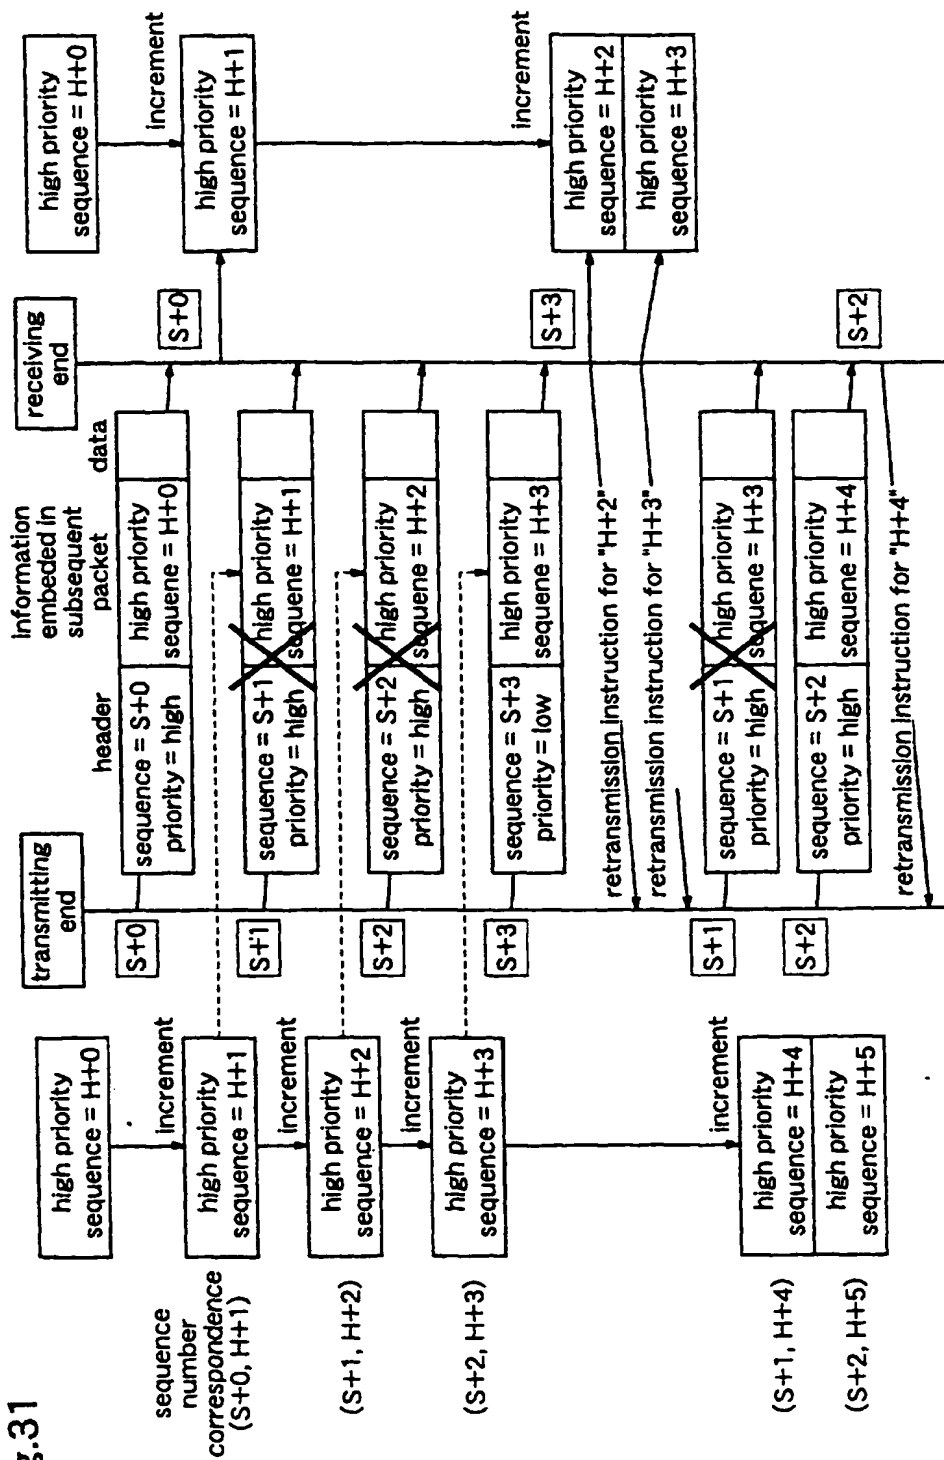 g.31
transmitting
end
receiving
end
Information
embeded in
subsequent
packet
header
data
high priority
sequence = H+0
increment
sequence
number
correspondence
(S+0, H+1)
high priority
sequence = H+1
increment
(S+1, H+2)
high priority
sequence = H+2
increment
(S+2, H+3)
high priority
sequence = H+3
increment
(S+1, H+4)
high priority
sequence = H+4
(S+2, H+5)
high priority
sequence = H+5
S+0
sequence = S+0
priority = high
high priority
sequene = H+0
S+1
sequence = S+1
priority = high
high priority
sequene = H+1
S+2
sequence = S+2
priority = high
high priority
sequene = H+2
S+3
sequence = S+3
priority = low
high priority
sequene = H+3
retransmission instruction for "H+2"
retransmission instruction for "H+3"
S+1
sequence = S+1
priority = high
high priority
sequene = H+3
S+2
sequence = S+2
priority = high
high priority
sequene = H+4
retransmission instruction for "H+4"
S+0
S+3
S+2
high priority
sequence = H+0
increment
high priority
sequence = H+1
increment
high priority
sequence = H+2
high priority
sequence = H+3